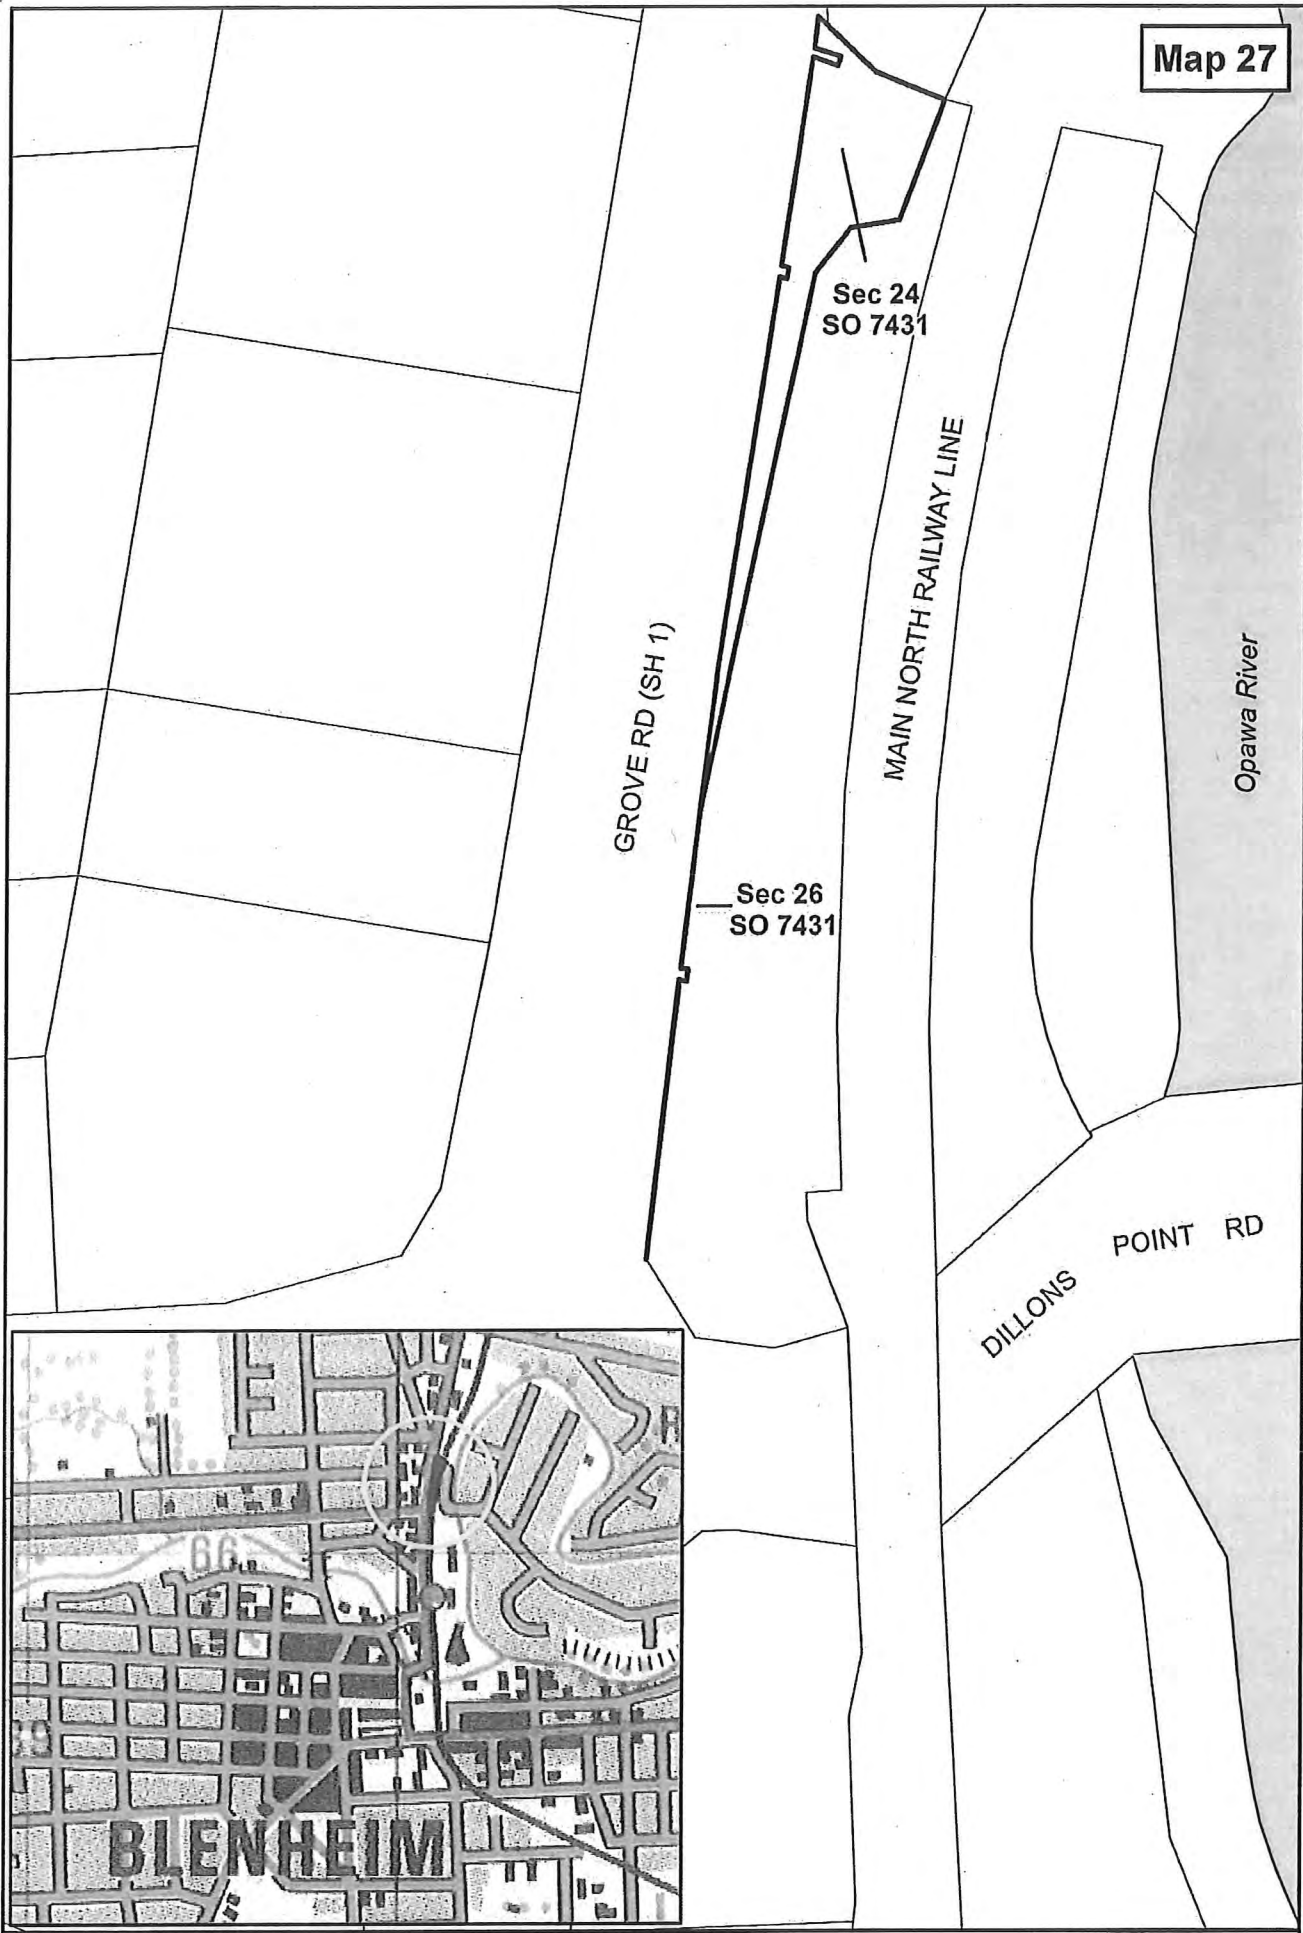 Map 27
Sec 24
SO 7431
MAIN NORTH RAILWAY LINE
GROVE RD (SH 1)
Opawa River
Sec 26
SO 7431
DILLONS POINT RD
66
BLENHEIM